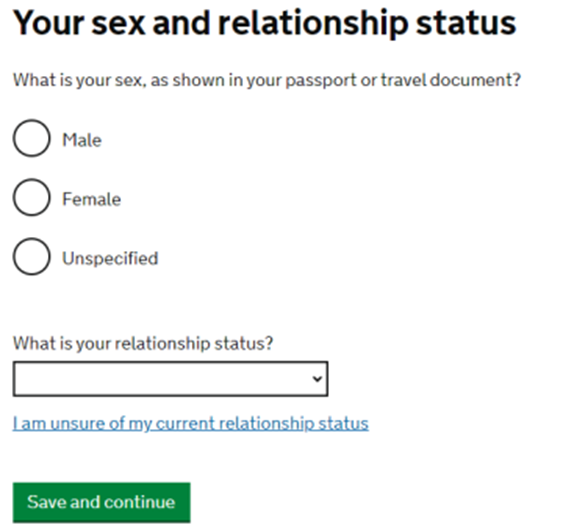 Your sex and relationship status
What is your sex, as shown in your passport or travel document?
Male
Female
Unspecified
What is your relationship status?
I am unsure of my current relationship status
Save and continue